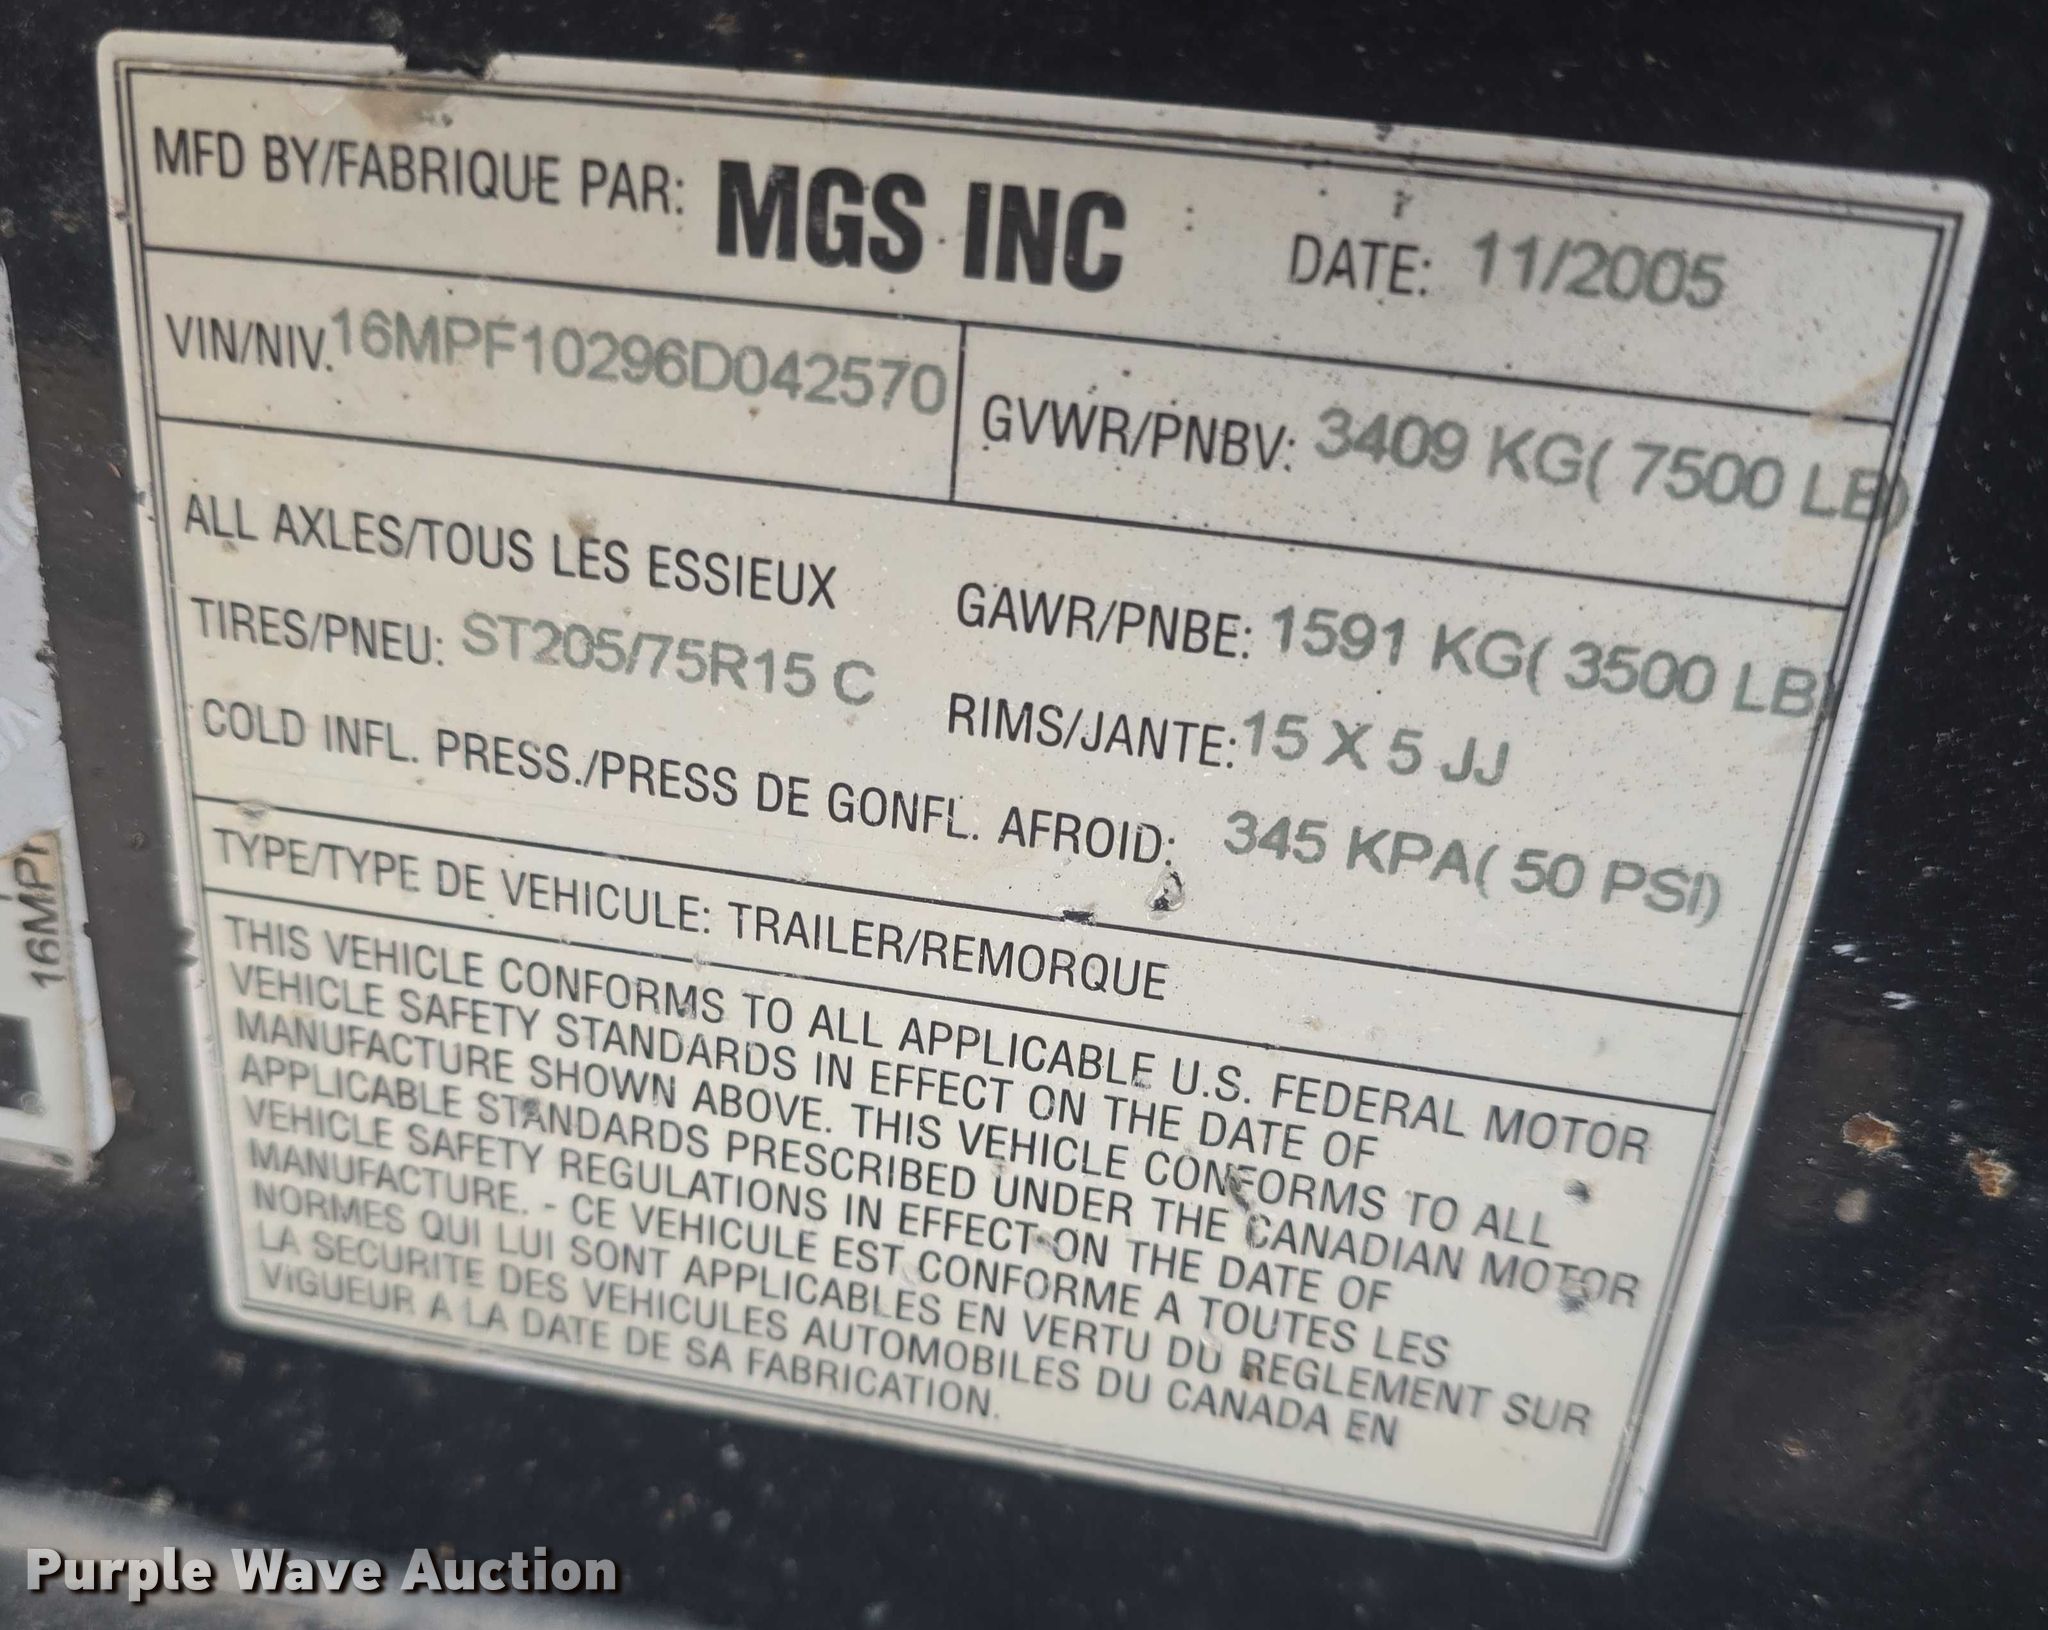 MFD BY/FABRIQUE PAR: MGS INC DATE: 11/2005
VIN/NIV. 16MPF10296D042570
GVWR/PNBV: 3409 KG( 7500 LB)
ALL AXLES/TOUS LES ESSIEUX GAWR/PNBE: 1591 KG( 3500 LB)
TIRES/PNEU: ST205/75R15 C RIMS/JANTE: 15 X 5 JJ
COLD INFL. PRESS./PRESS DE GONFL. AFROID: 345 KPA( 50 PSI)
TYPE/TYPE DE VEHICULE: TRAILER/REMORQUE
THIS VEHICLE CONFORMS TO ALL APPLICABLE U.S. FEDERAL MOTOR
VEHICLE SAFETY STANDARDS IN EFFECT ON THE DATE OF
MANUFACTURE SHOWN ABOVE. THIS VEHICLE CONFORMS TO ALL
APPLICABLE STANDARDS PRESCRIBED UNDER THE CANADIAN MOTOR
VEHICLE SAFETY REGULATIONS IN EFFECT ON THE DATE OF
MANUFACTURE. - CE VEHICULE EST CONFORME A TOUTES LES
NORMES QUI LUI SONT APPLICABLES EN VERTU DU REGLEMENT SUR
LA SECURITE DES VEHICULES AUTOMOBILES DU CANADA EN
VIGUEUR A LA DATE DE SA FABRICATION.
Purple Wave Auction